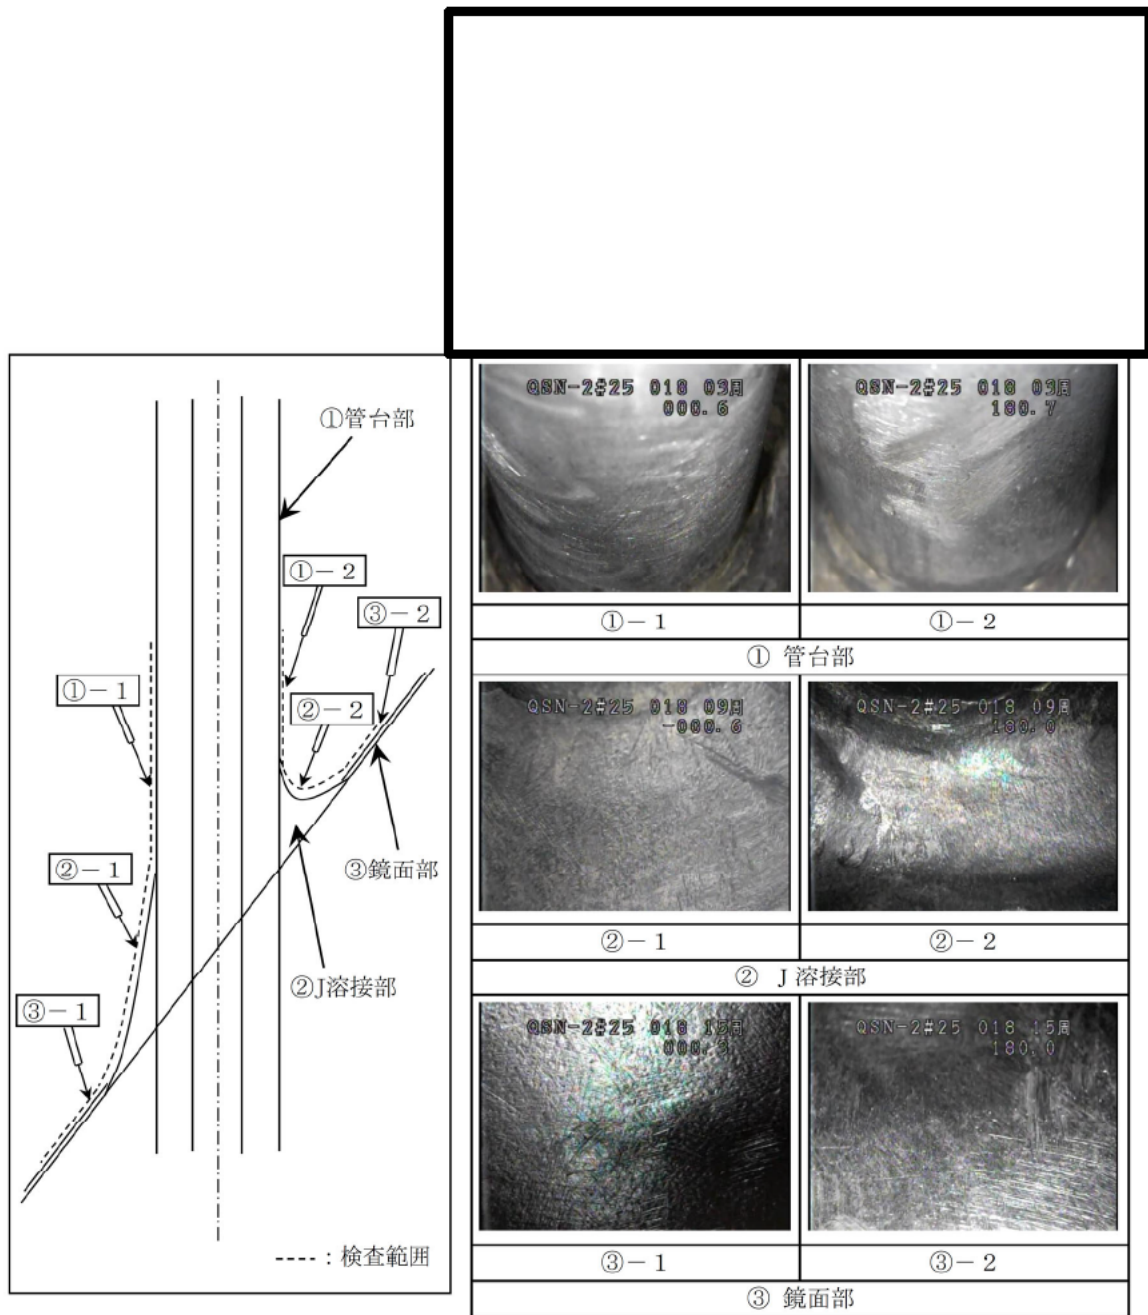 ①管台部
①－２
③－２
①－１
②－２
②－１
③鏡面部
②J溶接部
③－１
----：検査範囲
QSN-2#25 018 03周
000.6
QSN-2#25 018 03周
180.7
①－１
①－２
① 管台部
QSN-2#25 018 09周
-000.6
QSN-2#25 018 09周
180.0
②－１
②－２
② J 溶接部
QSN-2#25 018 15周
000.3
QSN-2#25 018 15周
180.0
③－１
③－２
③ 鏡面部